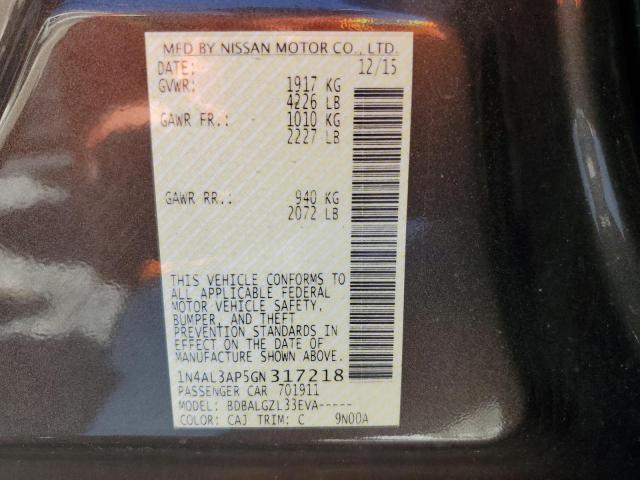 MFD BY NISSAN MOTOR CO., LTD.
DATE: 12/15
GVWR: 1917 KG
4226 LB
GAWR FR.: 1010 KG
2227 LB
GAWR RR.: 940 KG
2072 LB
THIS VEHICLE CONFORMS TO
ALL APPLICABLE FEDERAL
MOTOR VEHICLE SAFETY,
BUMPER, AND THEFT
PREVENTION STANDARDS IN
EFFECT ON THE DATE OF
MANUFACTURE SHOWN ABOVE.
1N4AL3AP5GN317218
PASSENGER CAR 701911
MODEL: BDBALGZL33EVA-----
COLOR: CAJ TRIM: C 9N00A